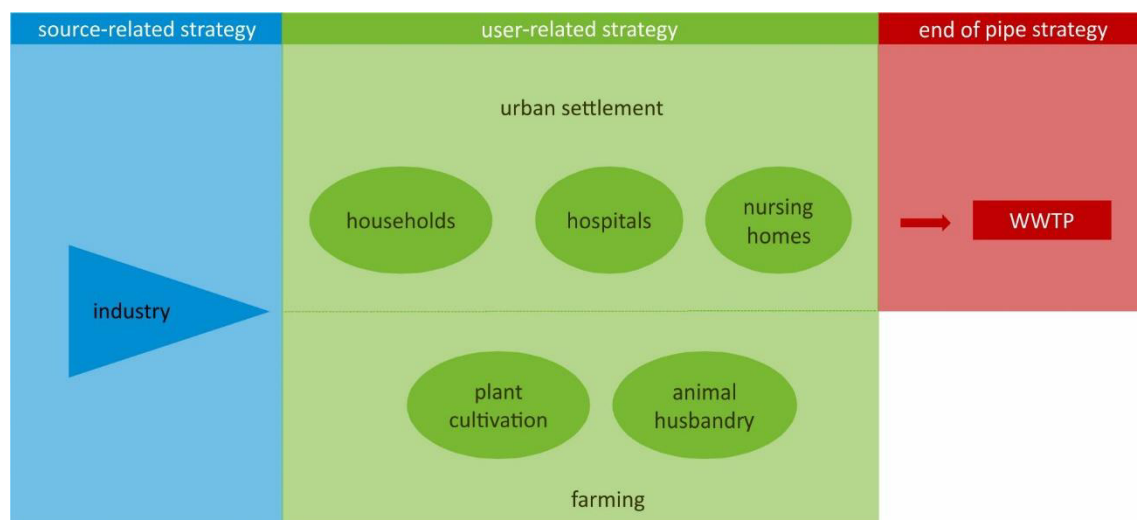 source-related strategy
user-related strategy
end of pipe strategy
urban settlement
households
hospitals
nursing
homes
WWTP
industry
plant
cultivation
animal
husbandry
farming